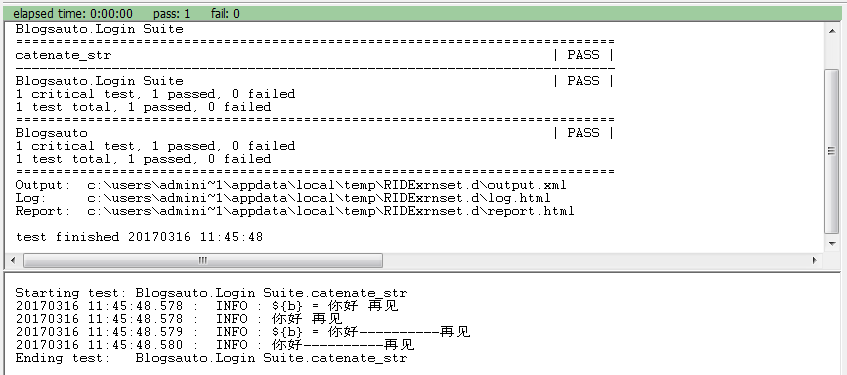 elapsed time: 0:00:00 pass: 1 fail: 0
Blogsauto.Login Suite
==============================================================================
catenate_str | PASS |
------------------------------------------------------------------------------
Blogsauto.Login Suite | PASS |
1 critical test, 1 passed, 0 failed
1 test total, 1 passed, 0 failed
==============================================================================
Blogsauto | PASS |
1 critical test, 1 passed, 0 failed
1 test total, 1 passed, 0 failed
==============================================================================
Output: c:\users\admini~1\appdata\local\temp\RIDExrnset.d\output.xml
Log: c:\users\admini~1\appdata\local\temp\RIDExrnset.d\log.html
Report: c:\users\admini~1\appdata\local\temp\RIDExrnset.d\report.html
test finished 20170316 11:45:48
Starting test: Blogsauto.Login Suite.catenate_str
20170316 11:45:48.578 : INFO : ${b} = 你好 再见
20170316 11:45:48.578 : INFO : 你好 再见
20170316 11:45:48.579 : INFO : ${b} = 你好----------再见
20170316 11:45:48.580 : INFO : 你好----------再见
Ending test: Blogsauto.Login Suite.catenate_str